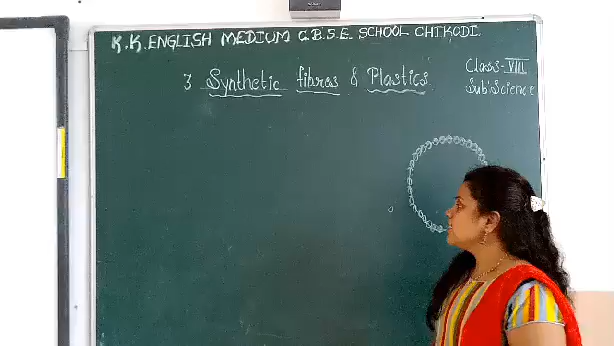 K.K. ENGLISH MEDIUM C.B.S.E. SCHOOL CHIKODI.
3 Synthetic fibres & Plastics
Class-VIII
Sub:Science